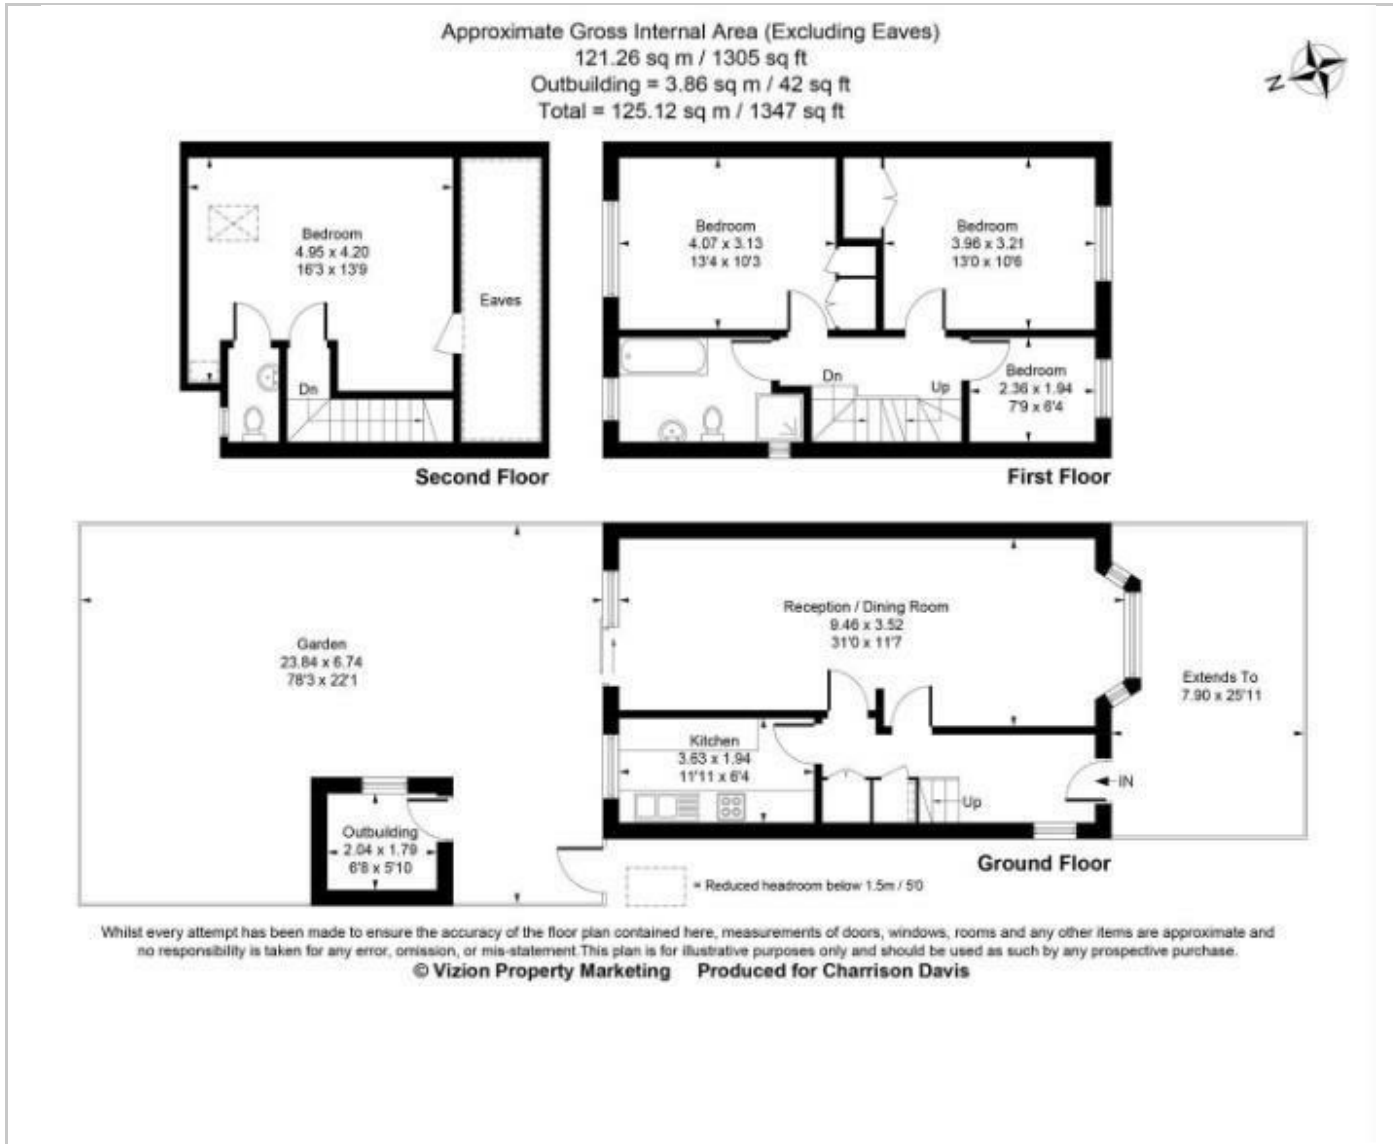 Approximate Gross Internal Area (Excluding Eaves)
121.26 sq m / 1305 sq ft
Outbuilding = 3.86 sq m / 42 sq ft
Total = 125.12 sq m / 1347 sq ft
N
Bedroom
4.95 x 4.20
16'3 x 13'9
Eaves
Dn
Second Floor
Bedroom
4.07 x 3.13
13'4 x 10'3
Bedroom
3.96 x 3.21
13'0 x 10'6
Bedroom
2.36 x 1.94
7'9 x 6'4
Dn
Up
First Floor
Garden
23.84 x 6.74
78'3 x 22'1
Reception / Dining Room
9.46 x 3.52
31'0 x 11'7
Extends To
7.90 x 25'11
Kitchen
3.63 x 1.94
11'11 x 6'4
IN
Up
Outbuilding
2.04 x 1.79
6'8 x 5'10
Ground Floor
= Reduced headroom below 1.5m / 5'0
Whilst every attempt has been made to ensure the accuracy of the floor plan contained here, measurements of doors, windows, rooms and any other items are approximate and
no responsibility is taken for any error, omission, or mis-statement.This plan is for illustrative purposes only and should be used as such by any prospective purchase.
© Vizion Property Marketing Produced for Charrison Davis